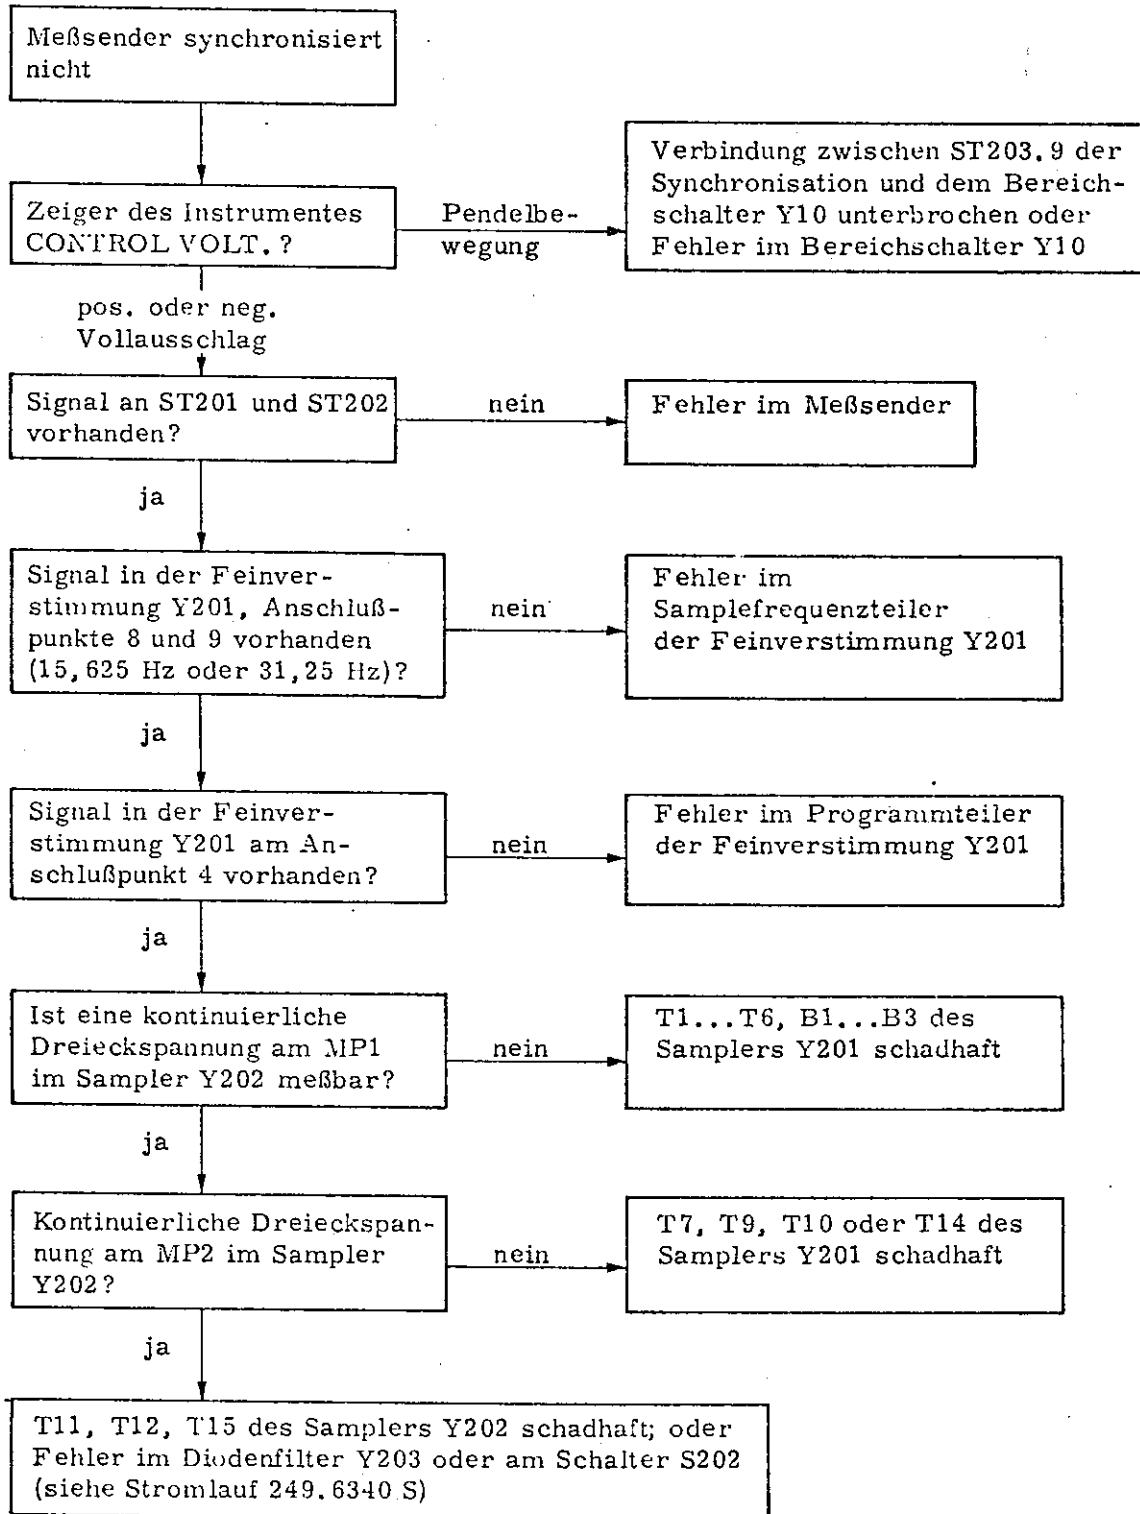 Meßsender synchronisiert
nicht
Zeiger des Instrumentes
CONTROL VOLT. ?
Pendelbe-
wegung
Verbindung zwischen ST203.9 der
Synchronisation und dem Bereich-
schalter Y10 unterbrochen oder
Fehler im Bereichschalter Y10
pos. oder neg.
Vollausschlag
Signal an ST201 und ST202
vorhanden?
nein
Fehler im Meßsender
ja
Signal in der Feinver-
stimmung Y201, Anschluß-
punkte 8 und 9 vorhanden
(15,625 Hz oder 31,25 Hz)?
nein
Fehler im
Samplefrequenzteiler
der Feinverstimmung Y201
ja
Signal in der Feinver-
stimmung Y201 am An-
schlußpunkt 4 vorhanden?
nein
Fehler im Programmteiler
der Feinverstimmung Y201
ja
Ist eine kontinuierliche
Dreieckspannung am MP1
im Sampler Y202 meßbar?
nein
T1...T6, B1...B3 des
Samplers Y201 schadhaft
ja
Kontinuierliche Dreieckspan-
nung am MP2 im Sampler
Y202?
nein
T7, T9, T10 oder T14 des
Samplers Y201 schadhaft
ja
T11, T12, T15 des Samplers Y202 schadhaft; oder
Fehler im Diodenfilter Y203 oder am Schalter S202
(siehe Stromlauf 249.6340 S)